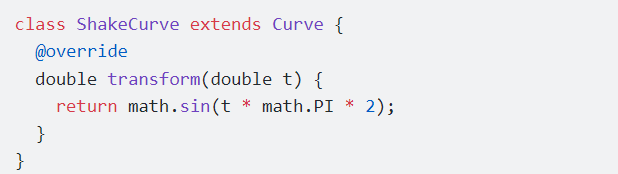 class ShakeCurve extends Curve {
  @override
  double transform(double t) {
    return math.sin(t * math.PI * 2);
  }
}